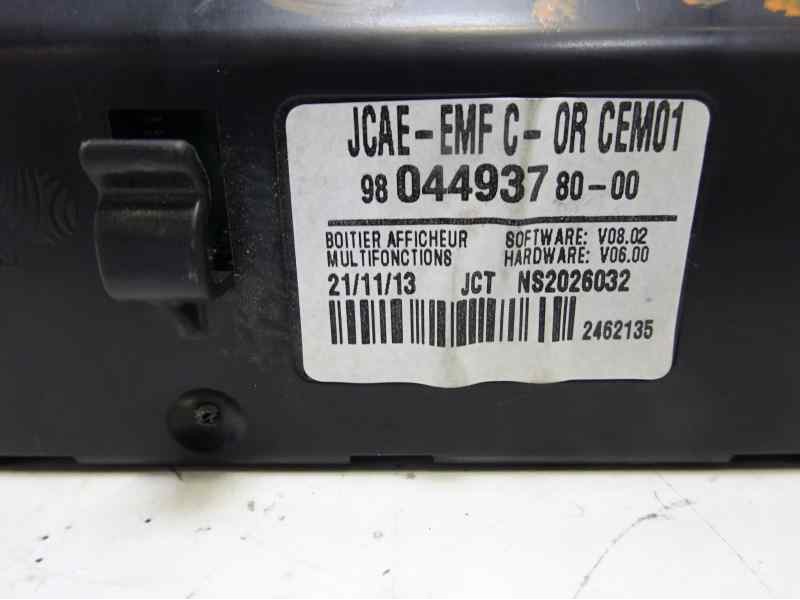 JCAE-EMF C-OR CEM01
98 044937 80-00
BOITIER AFFICHEUR SOFTWARE: V08.02
MULTIFONCTIONS HARDWARE: V06.00
21/11/13 JCT NS2026032
2462135